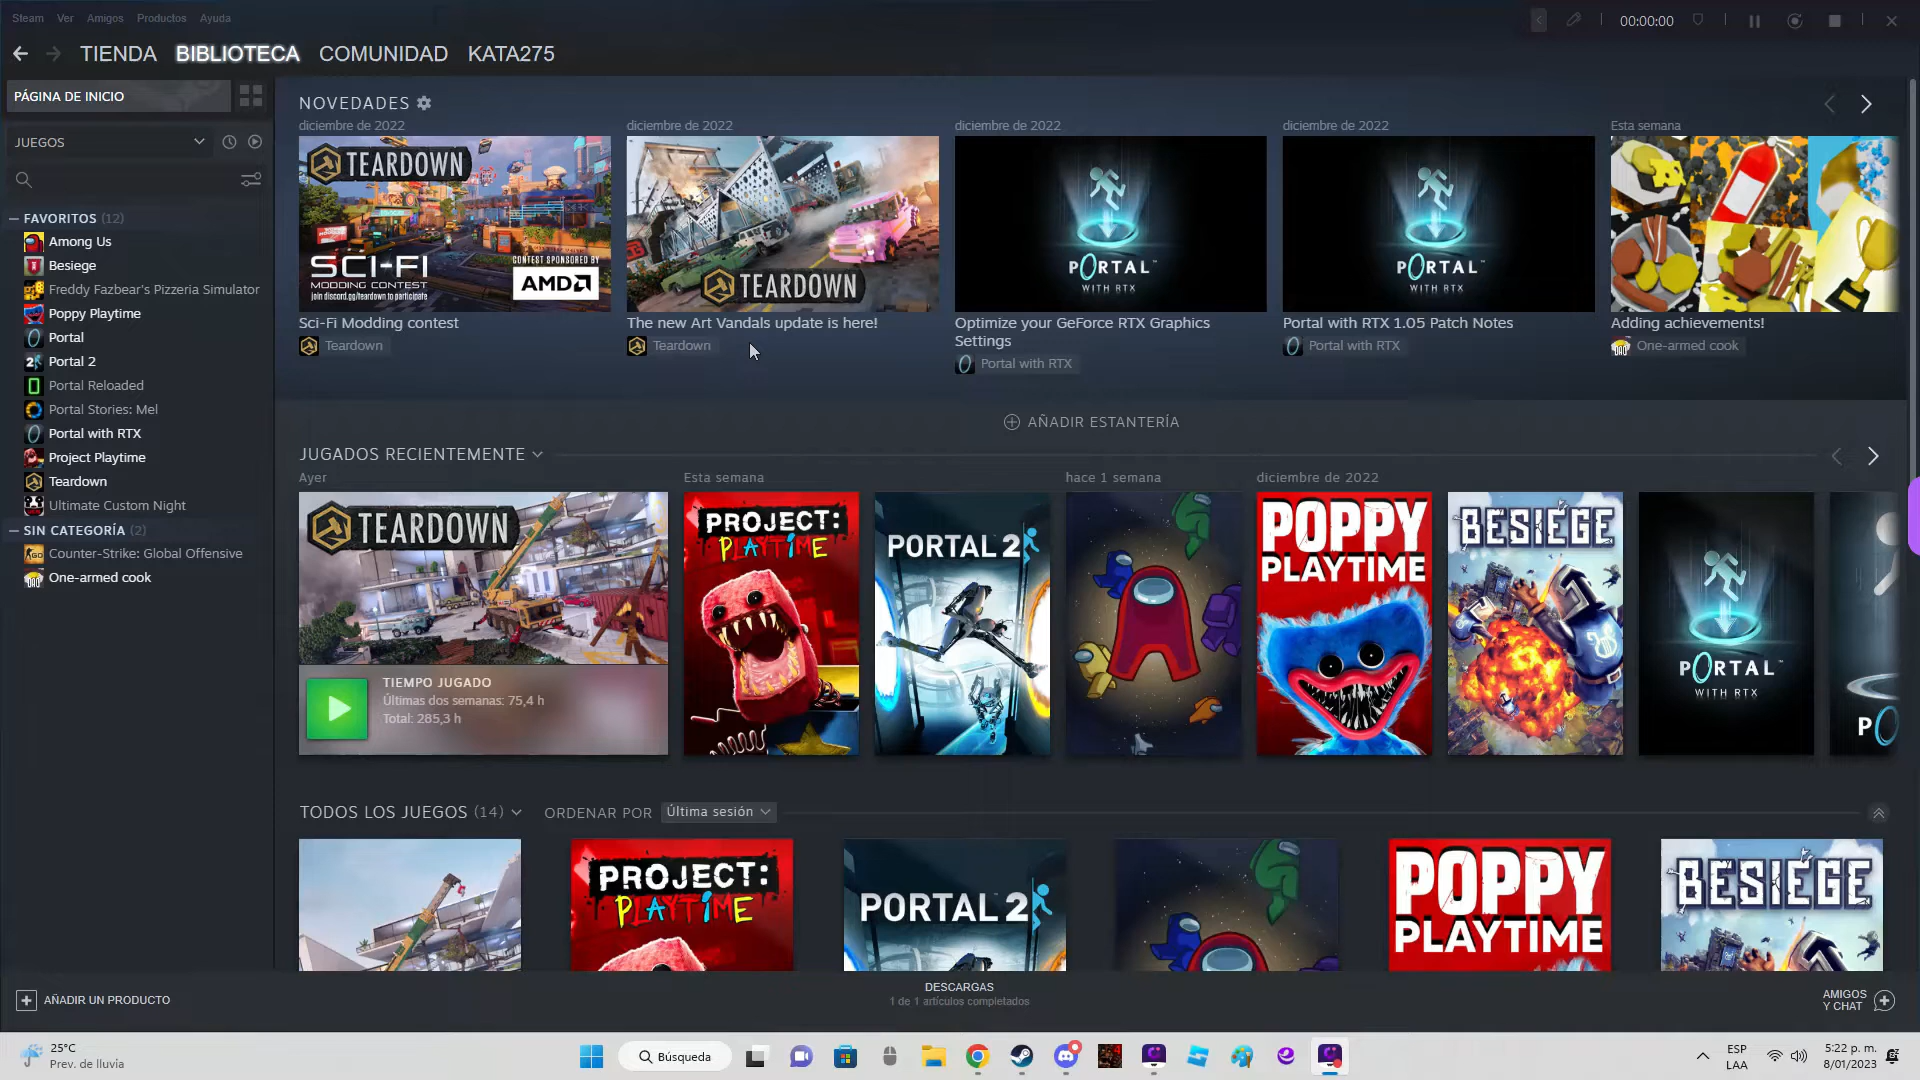 Steam Ver Amigos Productos Ayuda
00:00:00
TIENDA BIBLIOTECA COMUNIDAD KATA275
PÁGINA DE INICIO
JUEGOS
FAVORITOS (12)
Among Us
Besiege
Freddy Fazbear's Pizzeria Simulator
Poppy Playtime
Portal
Portal 2
Portal Reloaded
Portal Stories: Mel
Portal with RTX
Project Playtime
Teardown
Ultimate Custom Night
SIN CATEGORÍA (2)
Counter-Strike: Global Offensive
One-armed cook
NOVEDADES
diciembre de 2022
TEARDOWN
SCI-FI
MODDING CONTEST
join discord.gg/teardown to participate
CONTEST SPONSORED BY
AMD
Sci-Fi Modding contest
Teardown
diciembre de 2022
TEARDOWN
The new Art Vandals update is here!
Teardown
diciembre de 2022
PORTAL™
WITH RTX
Optimize your GeForce RTX Graphics
Settings
Portal with RTX
diciembre de 2022
PORTAL™
WITH RTX
Portal with RTX 1.05 Patch Notes
Portal with RTX
Esta semana
Adding achievements!
One-armed cook
AÑADIR ESTANTERÍA
JUGADOS RECIENTEMENTE
Ayer
TEARDOWN
TIEMPO JUGADO
Últimas dos semanas: 75,4 h
Total: 285,3 h
Esta semana
PROJECT:
PLAYTIME
PORTAL 2
hace 1 semana
diciembre de 2022
POPPY
PLAYTIME
BESIEGE
PORTAL™
WITH RTX
PO
TODOS LOS JUEGOS (14) ORDENAR POR Última sesión
PROJECT:
PLAYTIME
PORTAL 2
POPPY
PLAYTIME
BESIEGE
AÑADIR UN PRODUCTO
DESCARGAS
1 de 1 artículos completados
AMIGOS
Y CHAT
25°C
Prev. de lluvia
Búsqueda
ESP
LAA
5:22 p. m.
8/01/2023